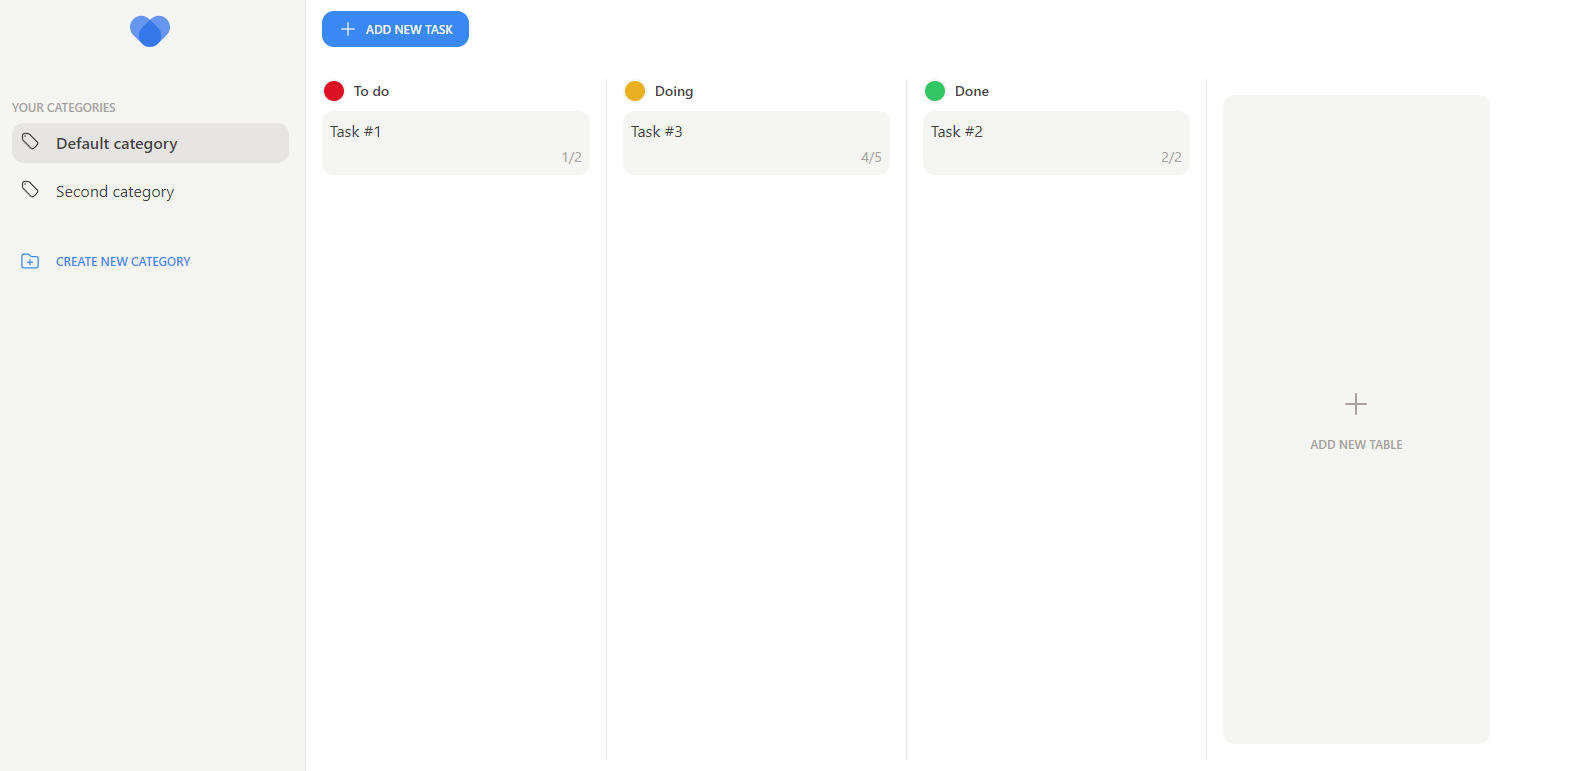 YOUR CATEGORIES
Default category
Second category
CREATE NEW CATEGORY
ADD NEW TASK
To do
Task #1
1/2
Doing
Task #3
4/5
Done
Task #2
2/2
ADD NEW TABLE